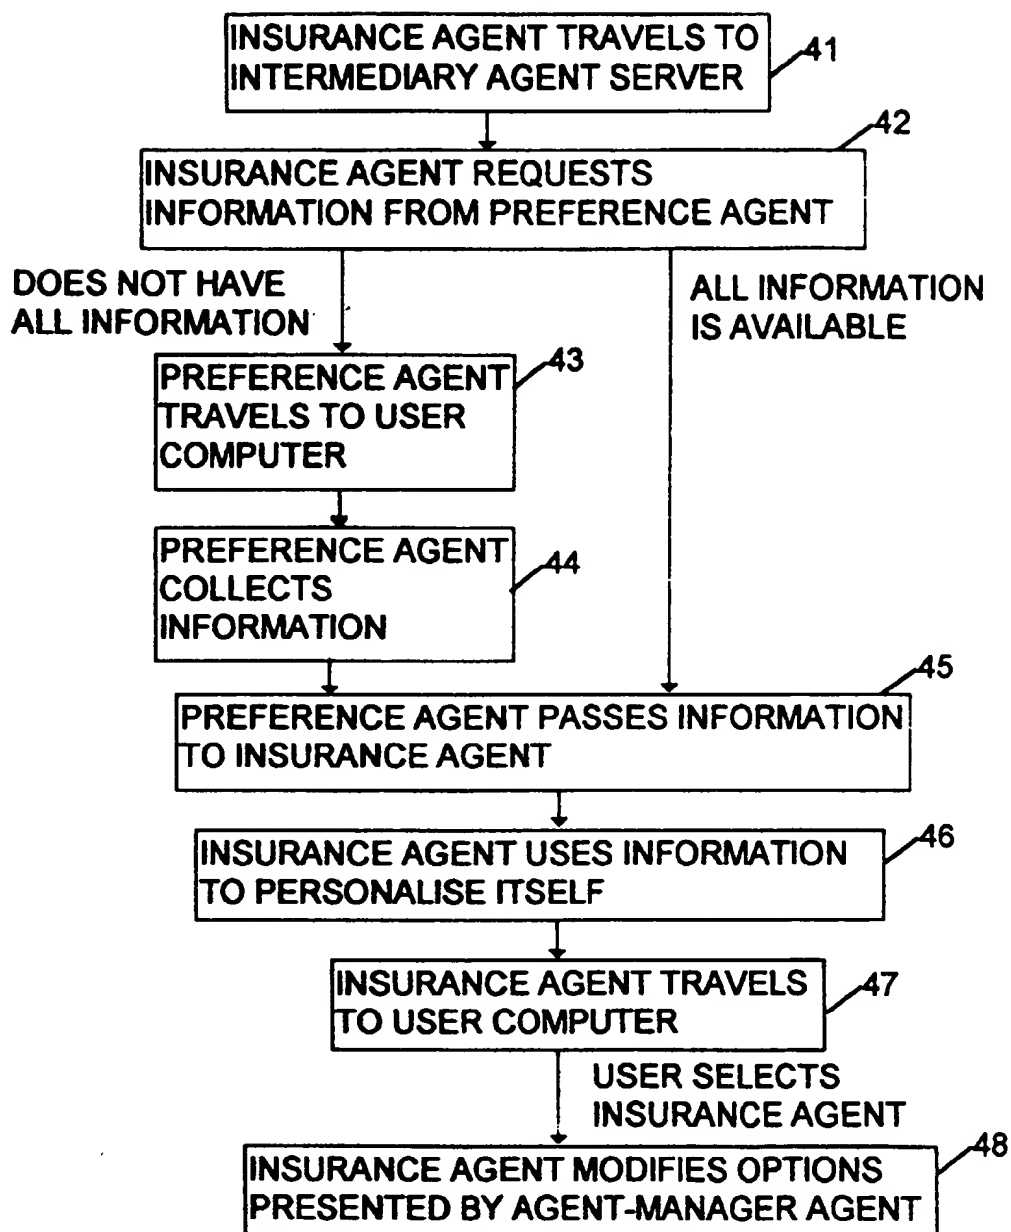 INSURANCE AGENT TRAVELS TO
INTERMEDIARY AGENT SERVER
41
42
INSURANCE AGENT REQUESTS
INFORMATION FROM PREFERENCE AGENT
DOES NOT HAVE
ALL INFORMATION
ALL INFORMATION
IS AVAILABLE
43
PREFERENCE AGENT
TRAVELS TO USER
COMPUTER
44
PREFERENCE AGENT
COLLECTS
INFORMATION
45
PREFERENCE AGENT PASSES INFORMATION
TO INSURANCE AGENT
46
INSURANCE AGENT USES INFORMATION
TO PERSONALISE ITSELF
47
INSURANCE AGENT TRAVELS
TO USER COMPUTER
USER SELECTS
INSURANCE AGENT
48
INSURANCE AGENT MODIFIES OPTIONS
PRESENTED BY AGENT-MANAGER AGENT